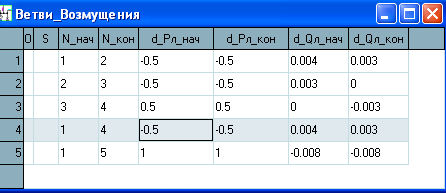 Ветви_Возмущения
O S N_нач N_кон d_Pл_нач d_Pл_кон d_Qл_нач d_Qл_кон
1 1 2 -0.5 -0.5 0.004 0.003
2 2 3 -0.5 -0.5 0.003 0
3 3 4 0.5 0.5 0 -0.003
4 1 4 -0.5 -0.5 0.004 0.003
5 1 5 1 1 -0.008 -0.008